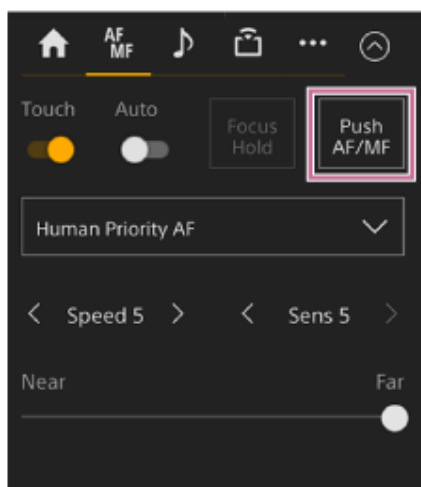 AF
MF
Touch Auto
Focus
Hold
Push
AF/MF
Human Priority AF
Speed 5
Sens 5
Near
Far